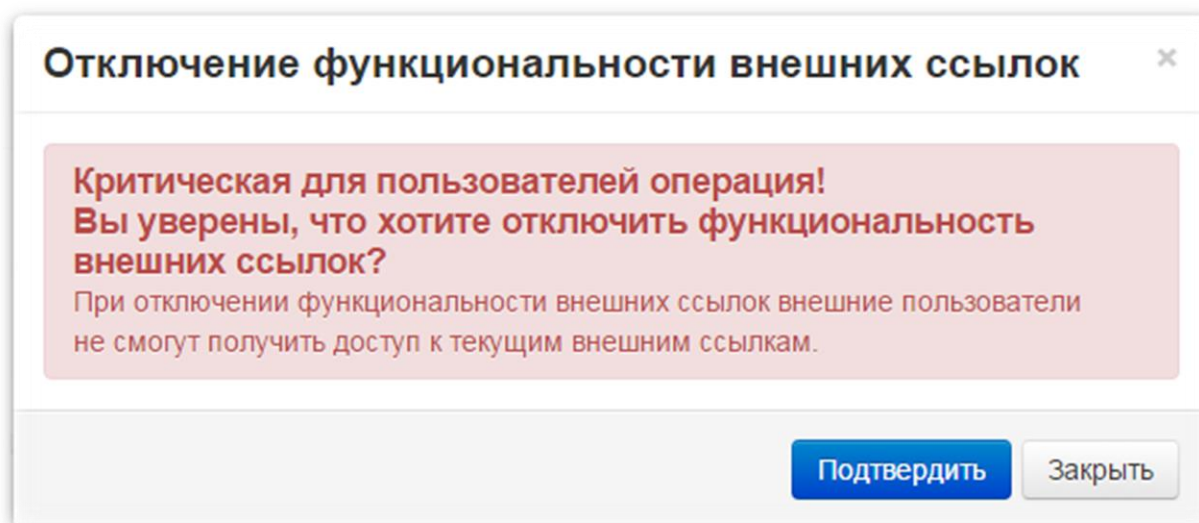 Отключение функциональности внешних ссылок ×
Критическая для пользователей операция!
Вы уверены, что хотите отключить функциональность
внешних ссылок?
При отключении функциональности внешних ссылок внешние пользователи
не смогут получить доступ к текущим внешним ссылкам.
Подтвердить Закрыть